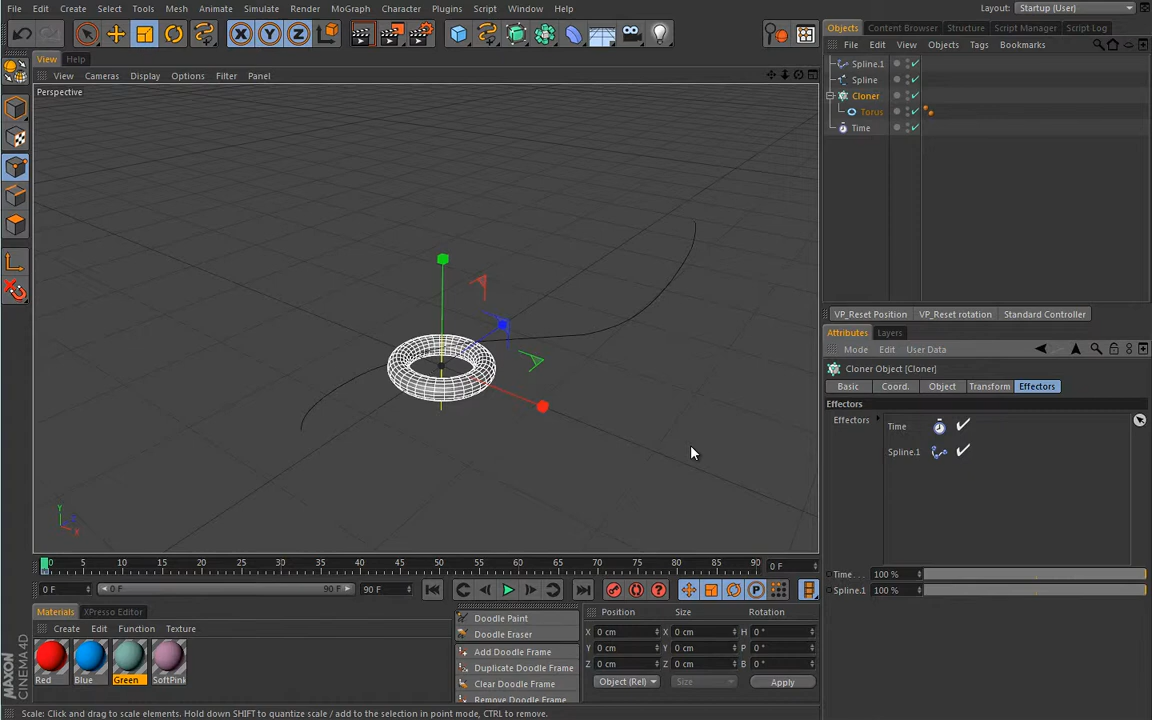 File Edit Create Select Tools Mesh Animate Simulate Render MoGraph Character Plugins Script Window Help
Layout: Startup (User)
Objects Content Browser Structure Script Manager Script Log
View Help
File Edit View Objects Tags Bookmarks
View Cameras Display Options Filter Panel
Perspective
Spline.1
Spline
Cloner
Torus
Time
VP_Reset Position VP_Reset rotation Standard Controller
Attributes Layers
Mode Edit User Data
Cloner Object [Cloner]
Basic Coord. Object Transform Effectors
Effectors
Effectors
Time
Spline.1
Time . . . 100 %
Spline.1 100 %
Y
X
0 5 10 15 20 25 30 35 40 45 50 55 60 65 70 75 80 85 90
0 F
0 F 0 F 90 F 90 F
Materials XPresso Editor
Create Edit Function Texture
Red Blue Green SoftPink
Doodle Paint
Doodle Eraser
Add Doodle Frame
Duplicate Doodle Frame
Clear Doodle Frame
Remove Doodle Frame
Position Size Rotation
X 0 cm X 0 cm H 0 °
Y 0 cm Y 0 cm P 0 °
Z 0 cm Z 0 cm B 0 °
Object (Rel) Size Apply
MAXON
CINEMA 4D
Scale: Click and drag to scale elements. Hold down SHIFT to quantize scale / add to the selection in point mode, CTRL to remove.